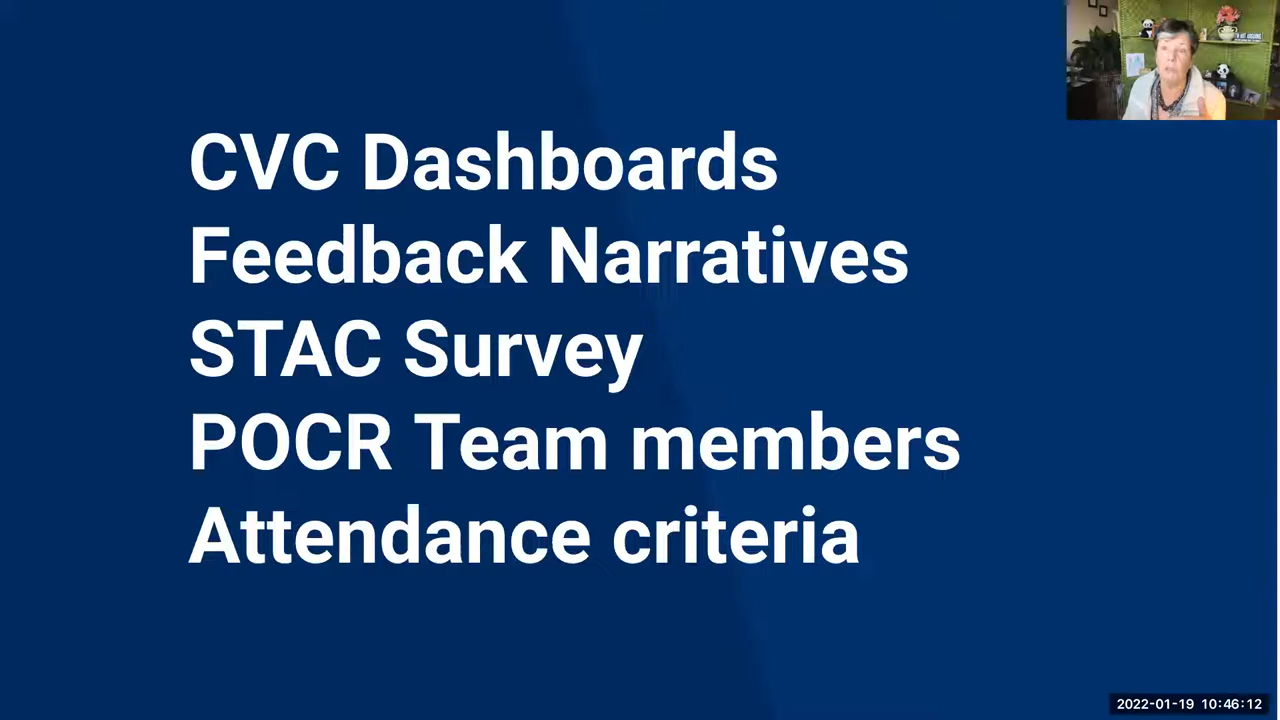 CVC Dashboards
Feedback Narratives
STAC Survey
POCR Team members
Attendance criteria
2022-01-19 10:46:12